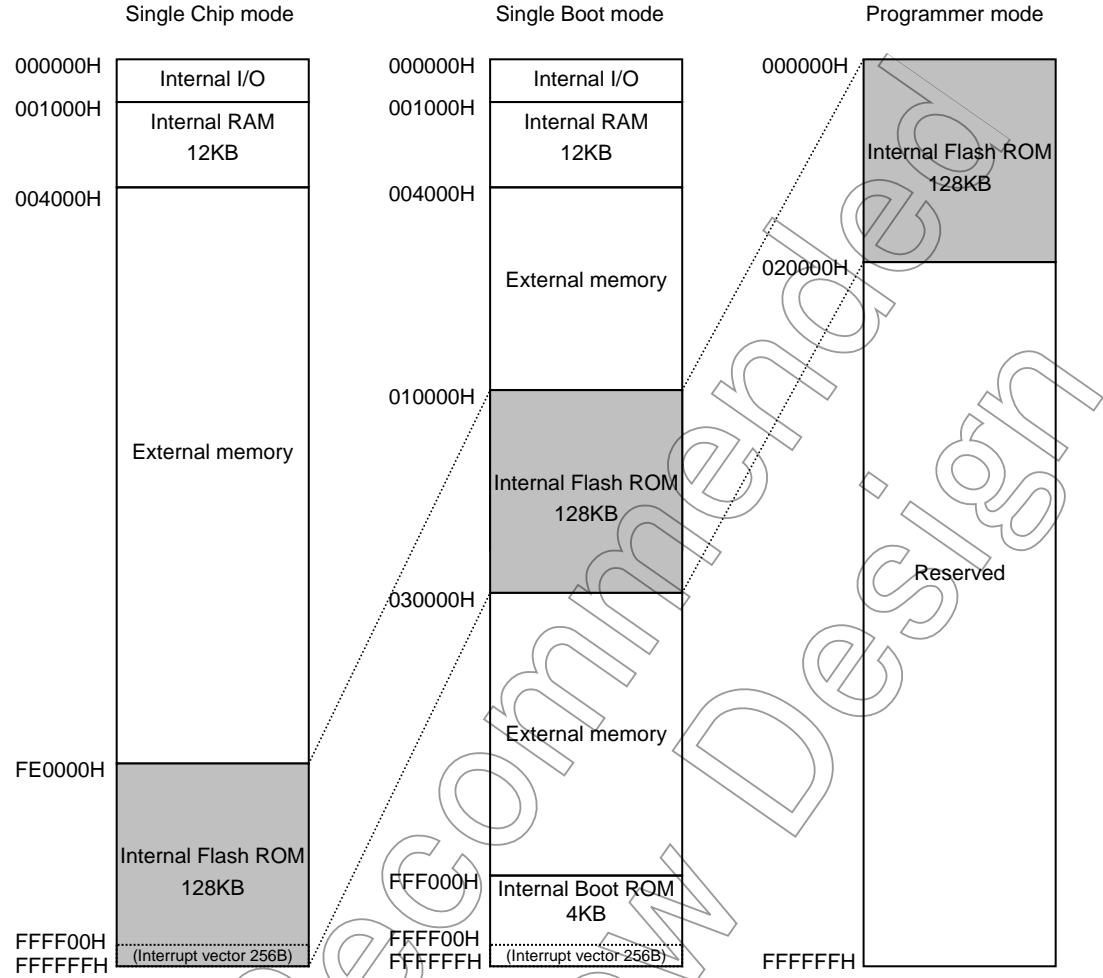 Single Chip mode
000000H
Internal I/O
001000H
Internal RAM
12KB
004000H
External memory
FE0000H
Internal Flash ROM
128KB
FFFF00H
(Interrupt vector 256B)
FFFFFFH
Single Boot mode
000000H
Internal I/O
001000H
Internal RAM
12KB
004000H
External memory
010000H
Internal Flash ROM
128KB
030000H
External memory
FFF000H
Internal Boot ROM
4KB
FFFF00H
(Interrupt vector 256B)
FFFFFFH
Programmer mode
000000H
Internal Flash ROM
128KB
020000H
Reserved
FFFFFFH
ecommended
w Design